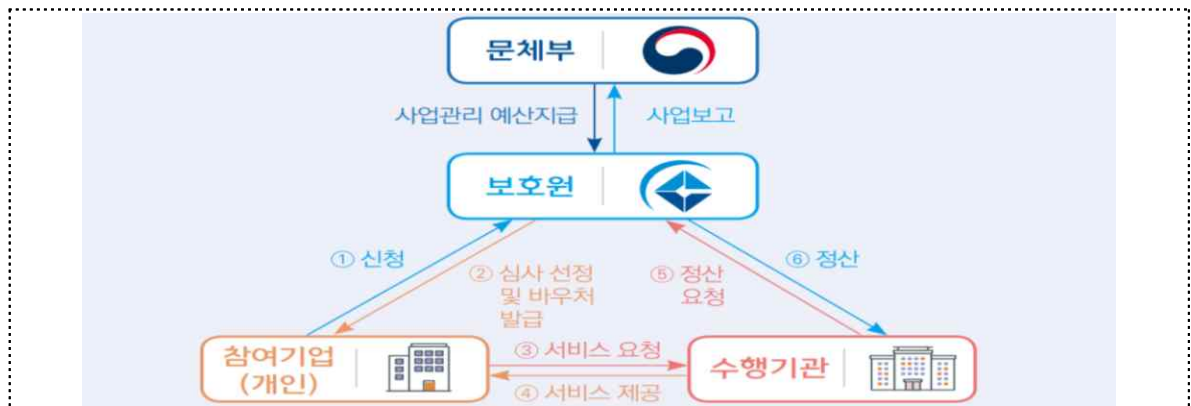 문체부
사업관리 예산지급
사업보고
보호원
① 신청
② 심사 선정
및 바우처
발급
⑤ 정산
요청
⑥ 정산
참여기업
(개인)
③ 서비스 요청
④ 서비스 제공
수행기관